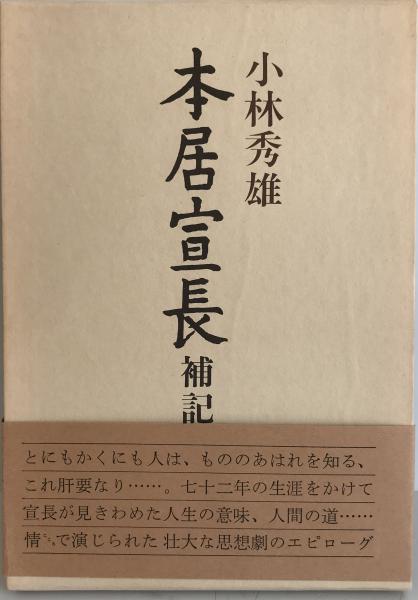 小林秀雄
本居宣長
補記
とにもかくにも人は、もののあはれを知る、
これ肝要なり……。七十二年の生涯をかけて
宣長が見きわめた人生の意味、人間の道……
情で演じられた壮大な思想劇のエピローグ